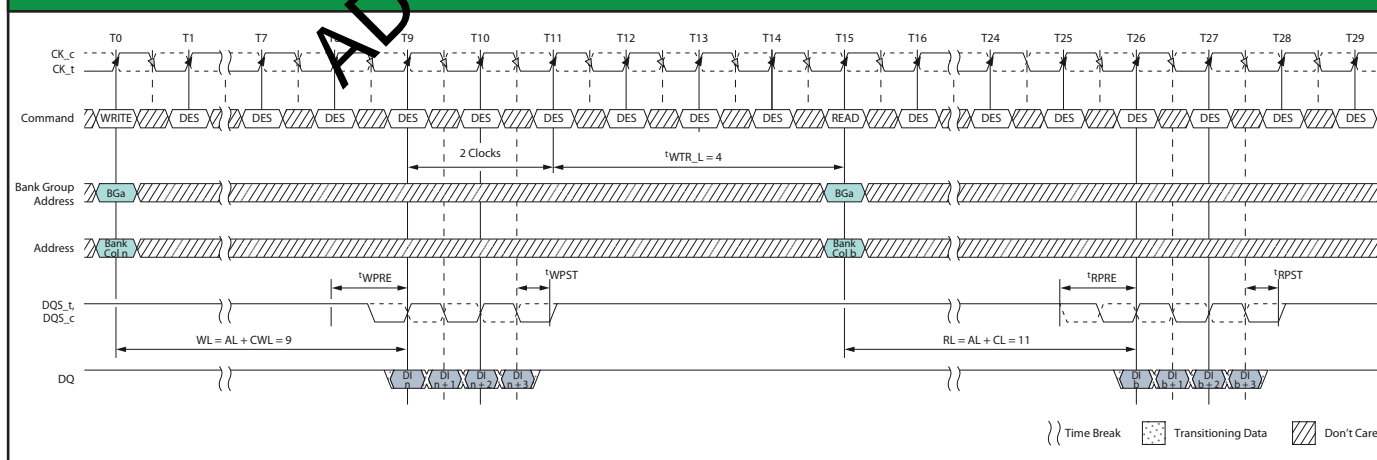 AD
T0 T1 T7 T9 T10 T11 T12 T13 T14 T15 T16 T24 T25 T26 T27 T28 T29
CK_c
CK_t
Command WRITE DES DES DES DES DES DES DES DES DES READ DES DES DES DES DES DES DES
2 Clocks tWTR_L = 4
Bank Group
Address BGa BGa
Address Bank
Col n Bank
Col b
tWPRE tWPST tRPRE tRPST
DQS_t,
DQS_c
WL = AL + CWL = 9 RL = AL + CL = 11
DQ DI
n DI
n + 1 DI
n + 2 DI
n + 3 DI
b DI
b + 1 DI
b + 2 DI
b + 3
Time Break Transitioning Data Don't Care